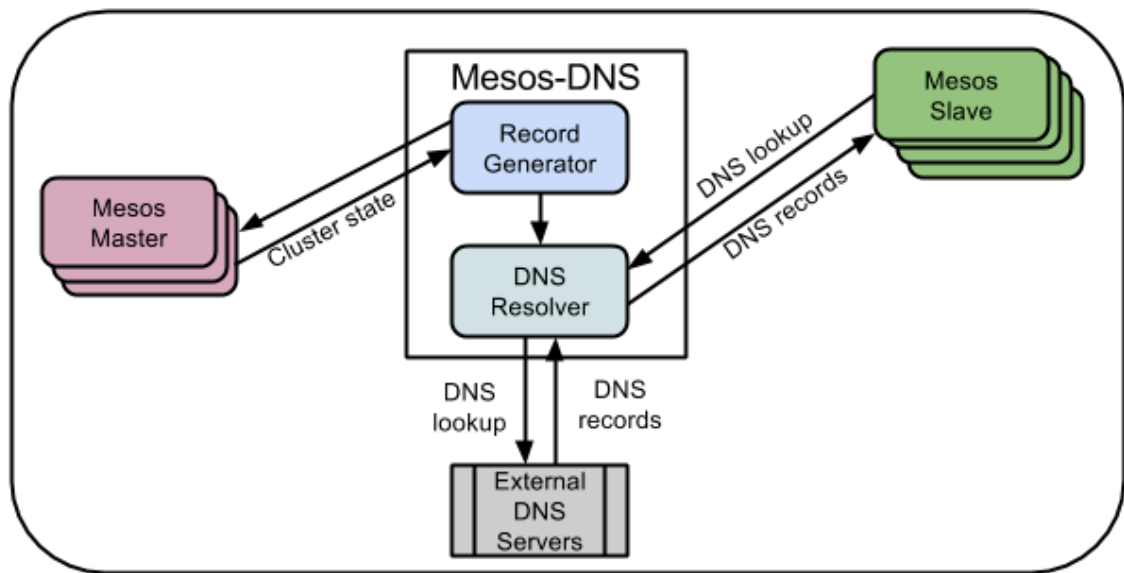 Mesos-DNS
Record
Generator
Mesos
Slave
Mesos
Master
Cluster state
DNS lookup
DNS records
DNS
Resolver
DNS
lookup
DNS
records
External
DNS
Servers